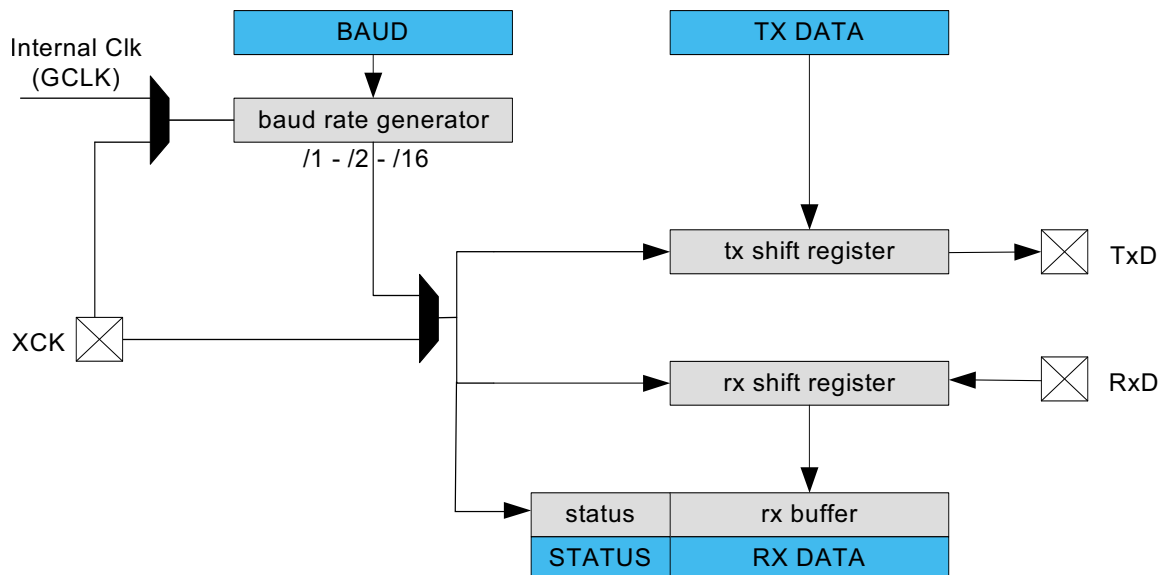 BAUD
TX DATA
Internal Clk
(GCLK)
baud rate generator
/1 - /2 - /16
tx shift register
TxD
XCK
rx shift register
RxD
status
rx buffer
STATUS
RX DATA